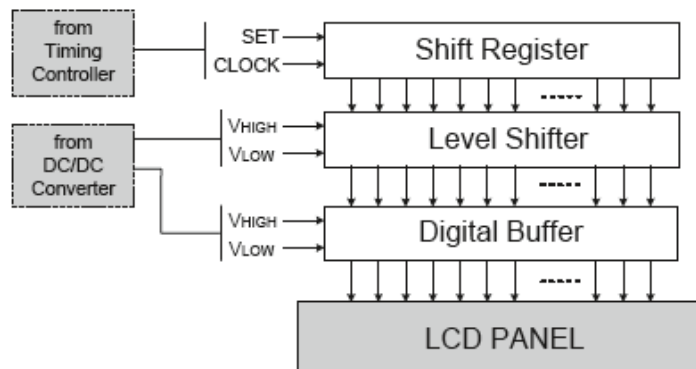 from
Timing
Controller
SET
CLOCK
Shift Register
from
DC/DC
Converter
VHIGH
VLOW
Level Shifter
VHIGH
VLOW
Digital Buffer
LCD PANEL